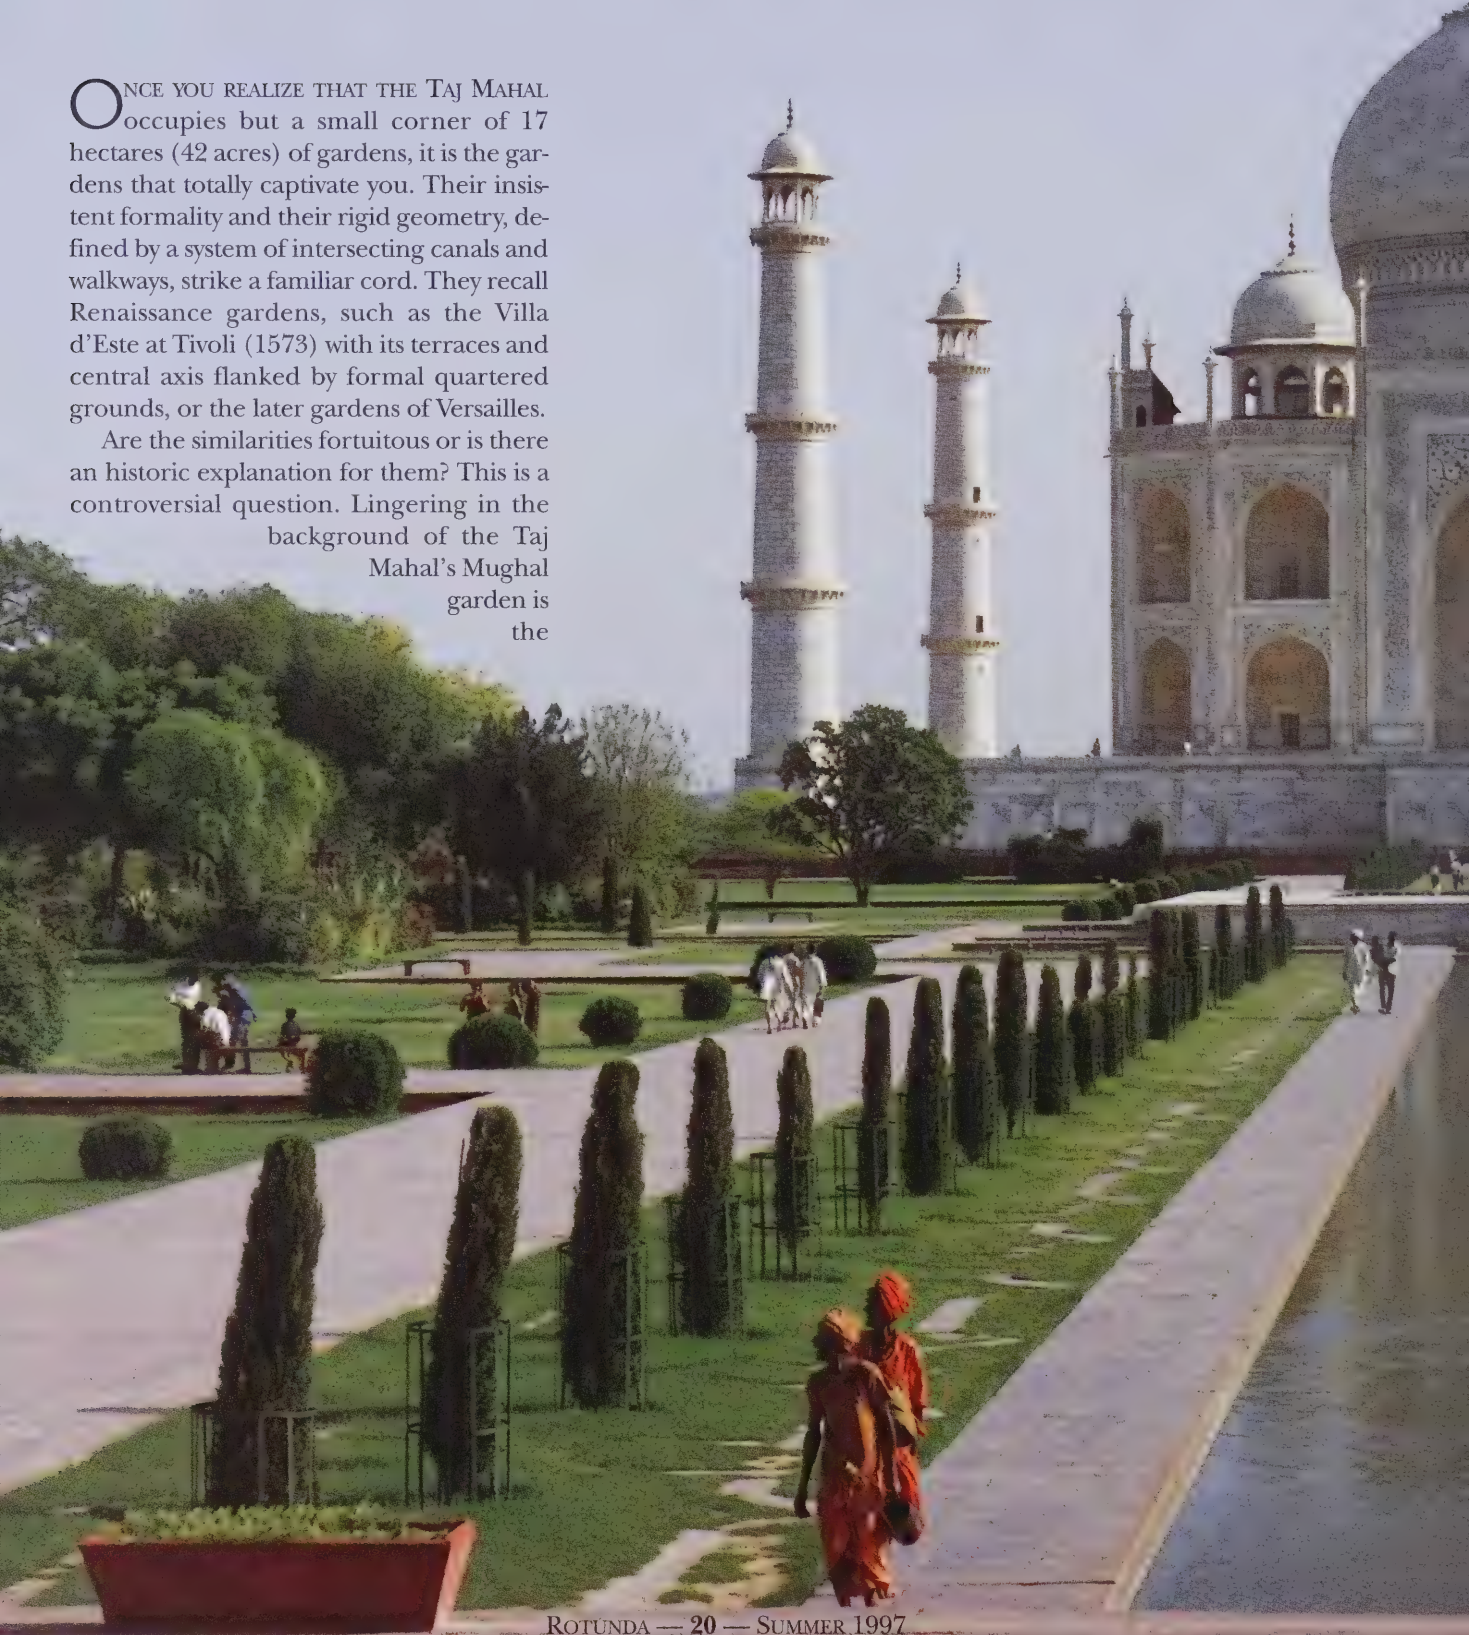 ONCE YOU REALIZE THAT THE TAJ MAHAL
occupies but a small corner of 17
hectares (42 acres) of gardens, it is the gar-
dens that totally captivate you. Their insis-
tent formality and their rigid geometry, de-
fined by a system of intersecting canals and
walkways, strike a familiar cord. They recall
Renaissance gardens, such as the Villa
d'Este at Tivoli (1573) with its terraces and
central axis flanked by formal quartered
grounds, or the later gardens of Versailles.
Are the similarities fortuitous or is there
an historic explanation for them? This is a
controversial question. Lingering in the
background of the Taj
Mahal's Mughal
garden is
the
ROTUNDA — 20 — SUMMER 1997